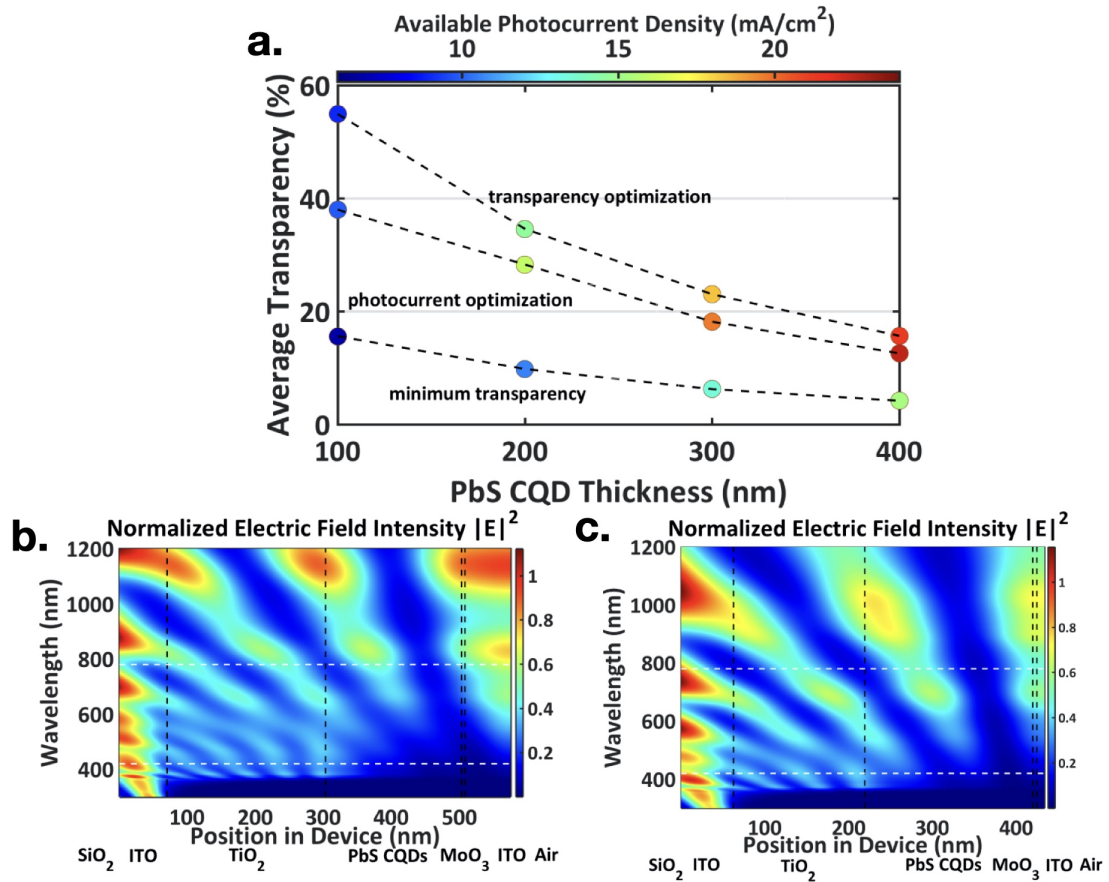 a.
Available Photocurrent Density (mA/cm²)
10 15 20
Average Transparency (%)
60
40
20
0
transparency optimization
photocurrent optimization
minimum transparency
100 200 300 400
PbS CQD Thickness (nm)
b.
Normalized Electric Field Intensity |E|²
Wavelength (nm)
1200
1000
800
600
400
1
0.8
0.6
0.4
0.2
100 200 300 400 500
Position in Device (nm)
SiO₂ ITO TiO₂ PbS CQDs MoO₃ ITO Air
c.
Normalized Electric Field Intensity |E|²
Wavelength (nm)
1200
1000
800
600
400
1
0.8
0.6
0.4
0.2
100 200 300 400
Position in Device (nm)
SiO₂ ITO TiO₂ PbS CQDs MoO₃ ITO Air